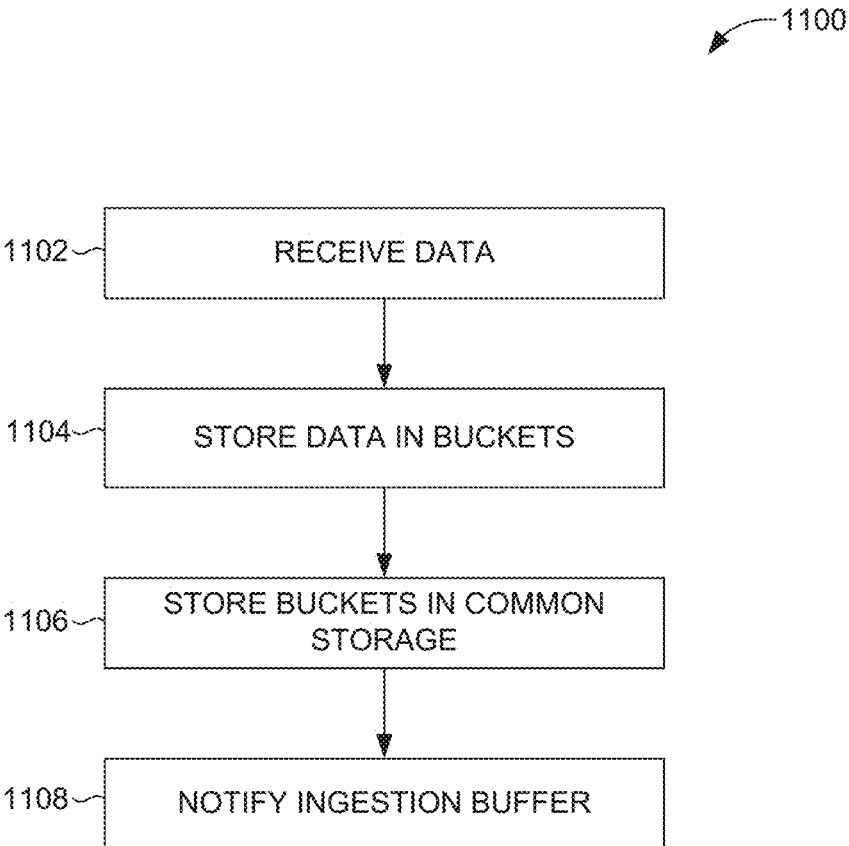 1100
1102
RECEIVE DATA
1104
STORE DATA IN BUCKETS
1106
STORE BUCKETS IN COMMON
STORAGE
1108
NOTIFY INGESTION BUFFER